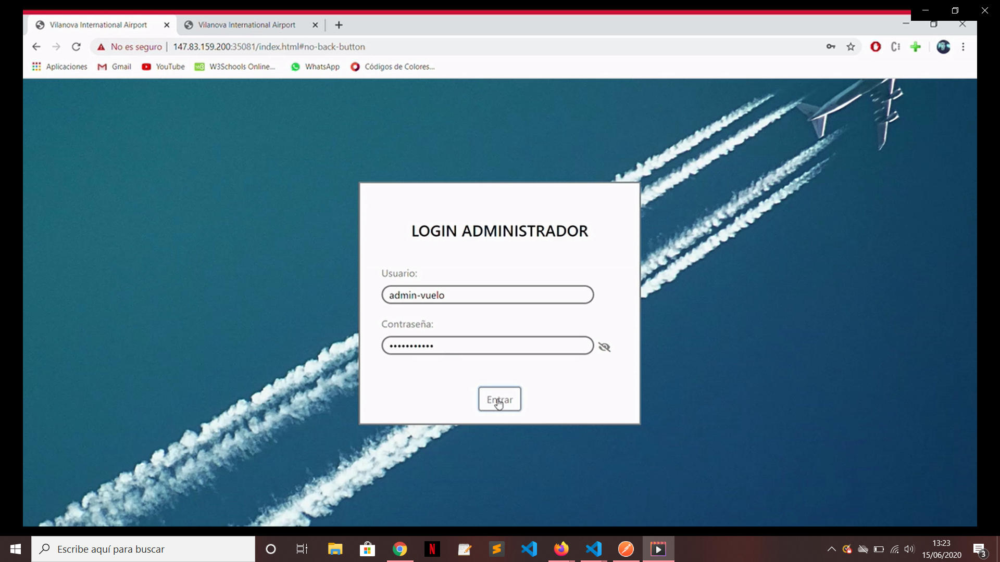 Vilanova International Airport
Vilanova International Airport
No es seguro | 147.83.159.200:35081/index.html#no-back-button
Aplicaciones
Gmail
YouTube
W3Schools Online...
WhatsApp
Códigos de Colores...
LOGIN ADMINISTRADOR
Usuario:
admin-vuelo
Contraseña:
•••••••••••
Entrar
Escribe aquí para buscar
13:23
15/06/2020
3